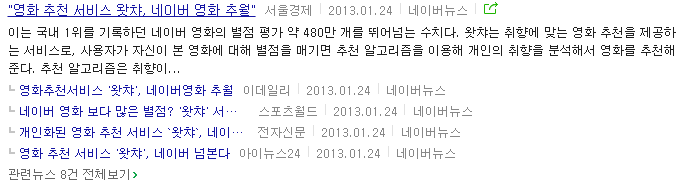 "영화 추천 서비스 왓챠, 네이버 영화 추월" 서울경제 | 2013.01.24 | 네이버뉴스 |
이는 국내 1위를 기록하던 네이버 영화의 별점 평가 약 480만 개를 뛰어넘는 수치다. 왓챠는 취향에 맞는 영화 추천을 제공하
는 서비스로, 사용자가 자신이 본 영화에 대해 별점을 매기면 추천 알고리즘을 이용해 개인의 취향을 분석해서 영화를 추천해
준다. 추천 알고리즘은 취향이...
영화추천서비스 '왓챠', 네이버영화 추월 이데일리 | 2013.01.24 | 네이버뉴스
네이버 영화 보다 많은 별점? '왓챠' 서… 스포츠월드 | 2013.01.24 | 네이버뉴스
개인화된 영화 추천 서비스 `왓챠`, 네이… 전자신문 | 2013.01.24 | 네이버뉴스
영화 추천 서비스 '왓챠', 네이버 넘본다 아이뉴스24 | 2013.01.24 | 네이버뉴스
관련뉴스 8건 전체보기>